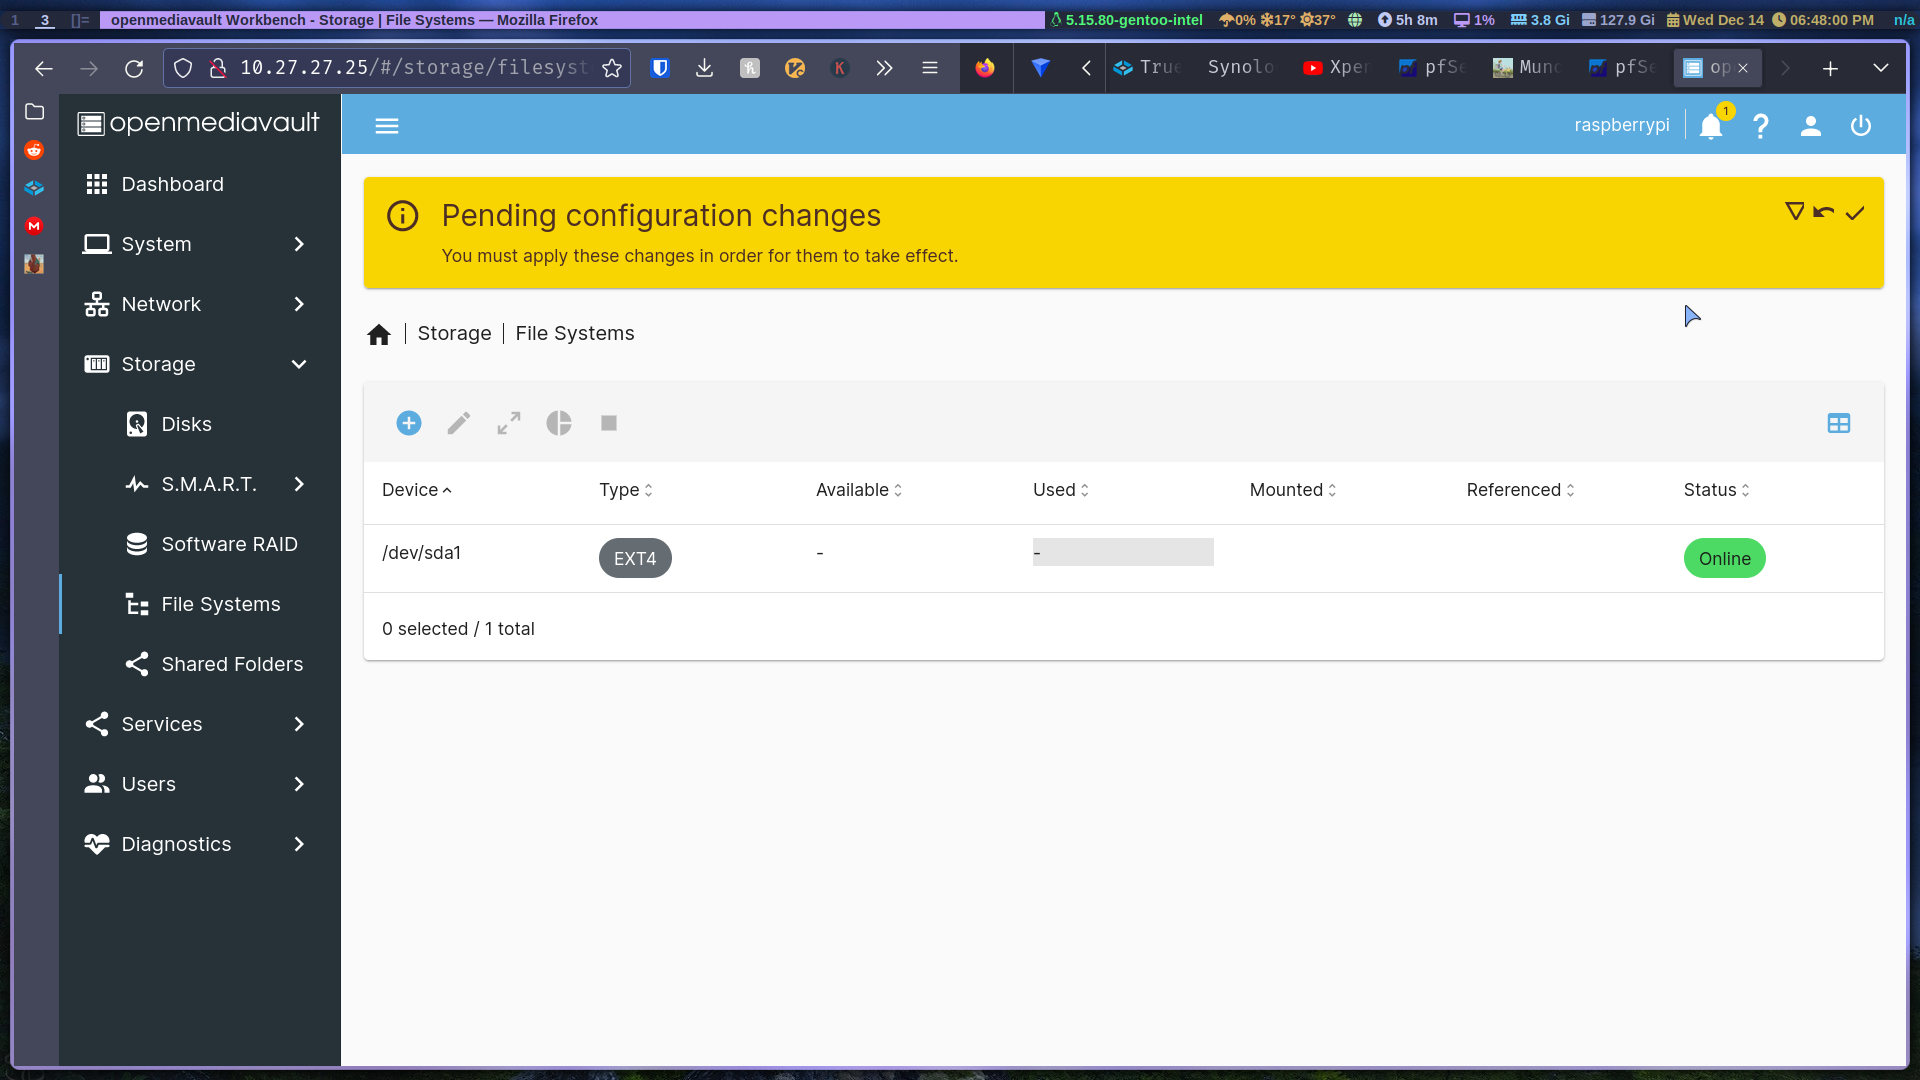 1 3 []= openmediavault Workbench - Storage | File Systems — Mozilla Firefox 5.15.80-gentoo-intel 0% 17° 37° 5h 8m 1% 3.8 Gi 127.9 Gi Wed Dec 14 06:48:00 PM n/a
10.27.27.25/#/storage/filesyst True Synolo Xper pfSe Munc pfSe op
openmediavault
raspberrypi
1
Dashboard
System
Network
Storage
Disks
S.M.A.R.T.
Software RAID
File Systems
Shared Folders
Services
Users
Diagnostics
Pending configuration changes
You must apply these changes in order for them to take effect.
Storage | File Systems
Device Type Available Used Mounted Referenced Status
/dev/sda1 EXT4 - - Online
0 selected / 1 total